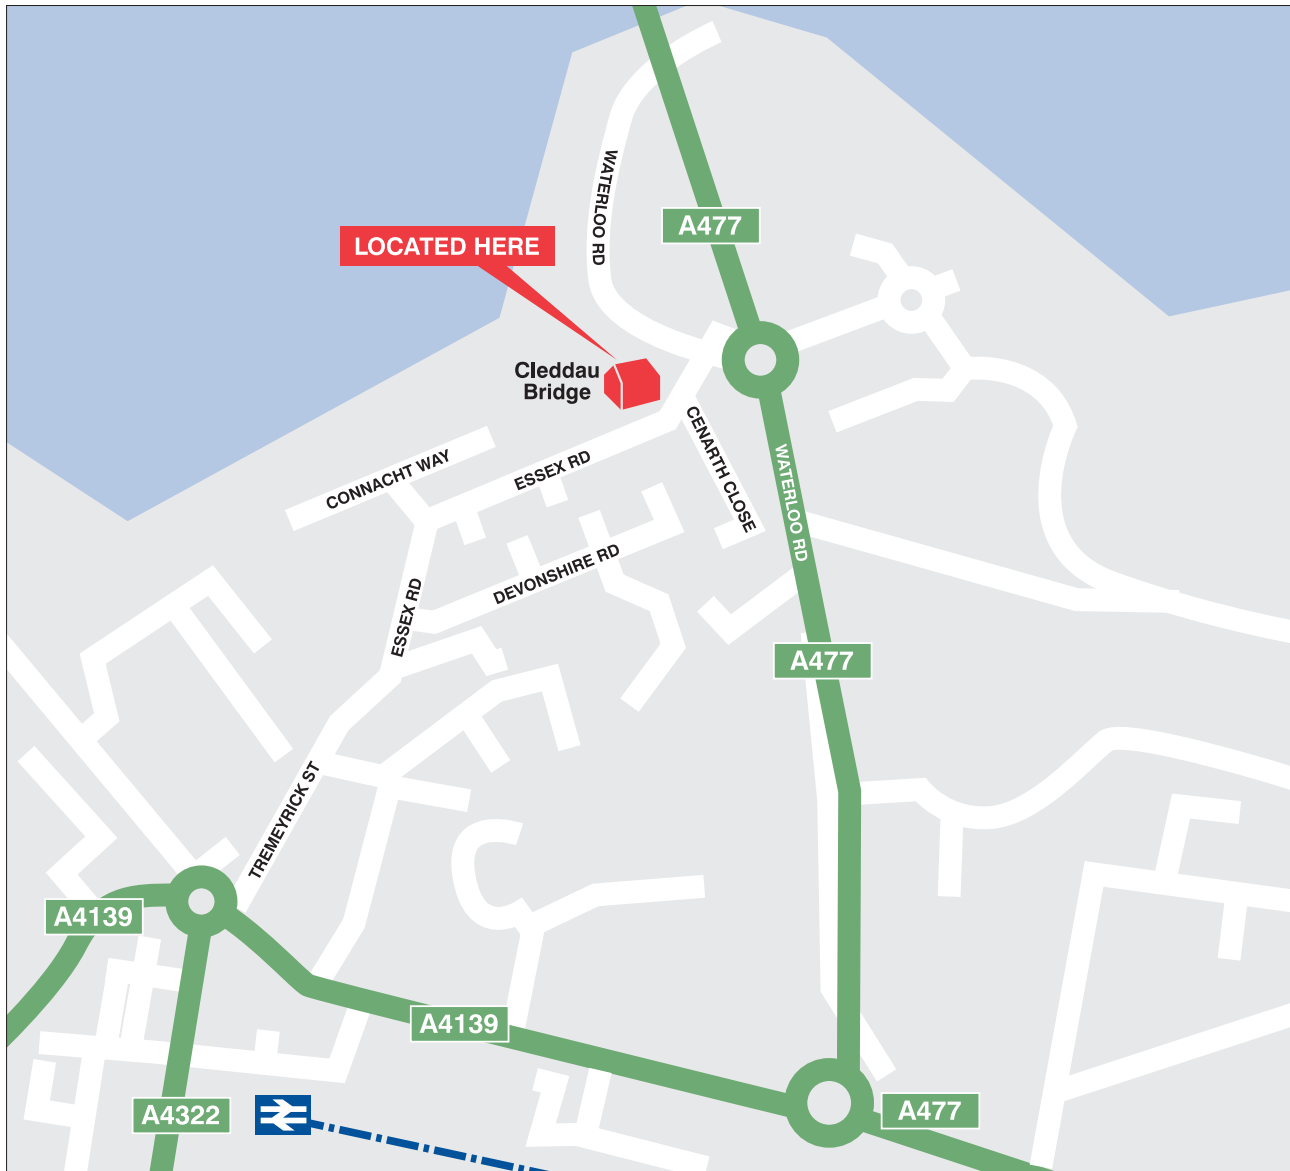 WATERLOO RD
A477
LOCATED HERE
Cleddau
Bridge
CENARTH CLOSE
ESSEX RD
CONNACHT WAY
WATERLOO RD
DEVONSHIRE RD
ESSEX RD
A477
TREMEYRICK ST
A4139
A4139
A4322
A477